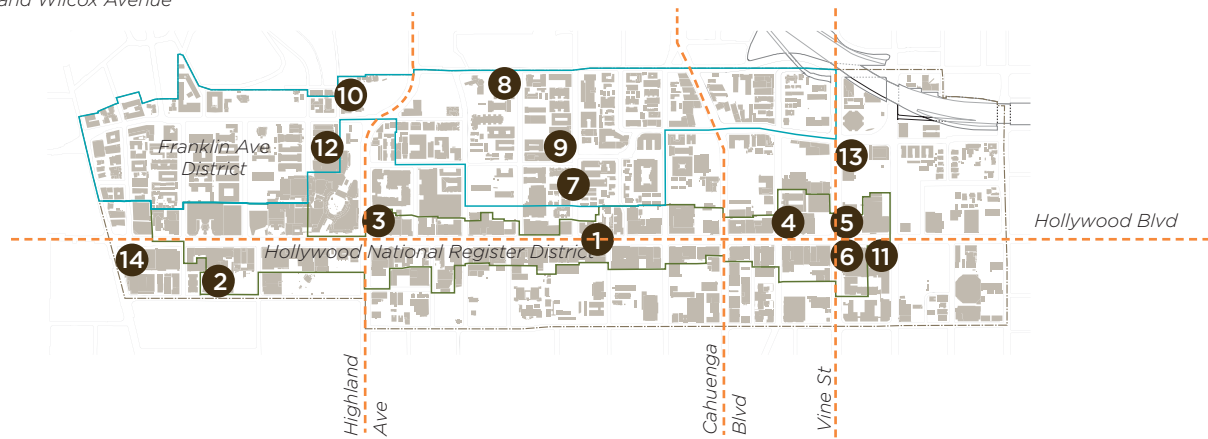 and Wilcox Avenue
8
10
Franklin Ave
District
12
9
13
7
3
1
4
5
Hollywood Blvd
Hollywood National Register District
14
2
6
11
Highland
Ave
Cahuenga
Blvd
Vine St